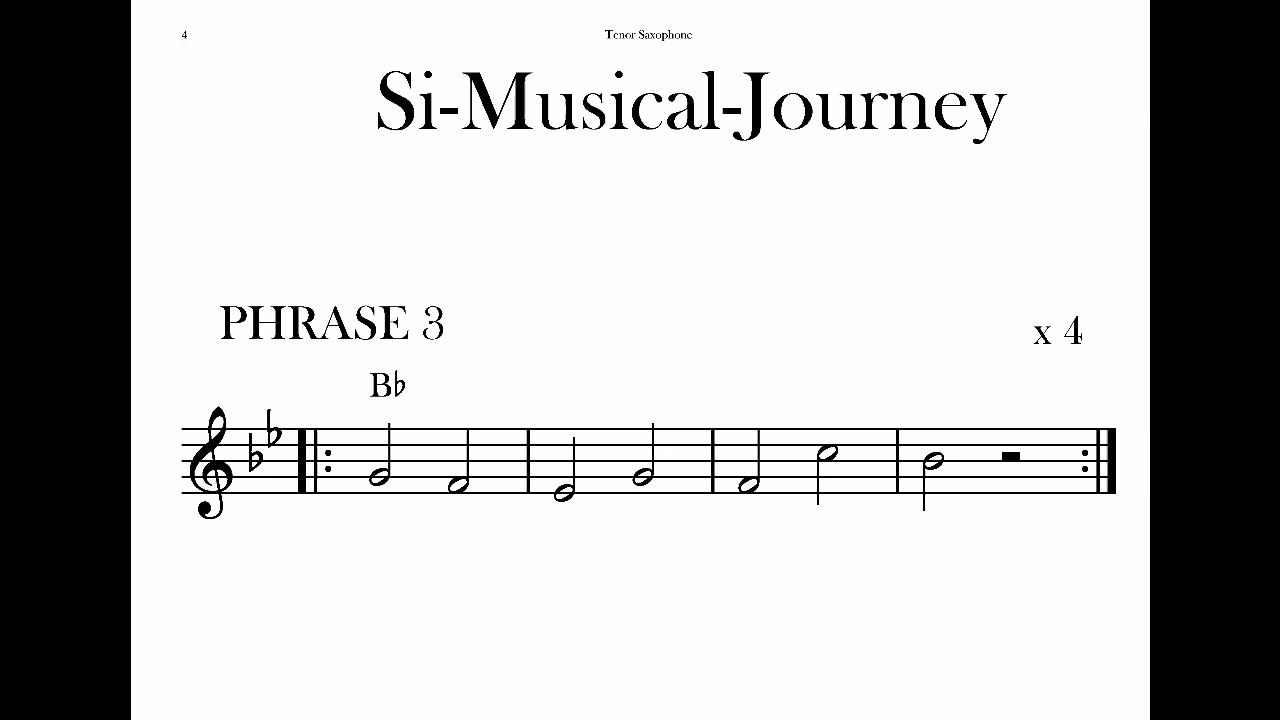 4
Tenor Saxophone
Si-Musical-Journey
PHRASE 3
x 4
B♭